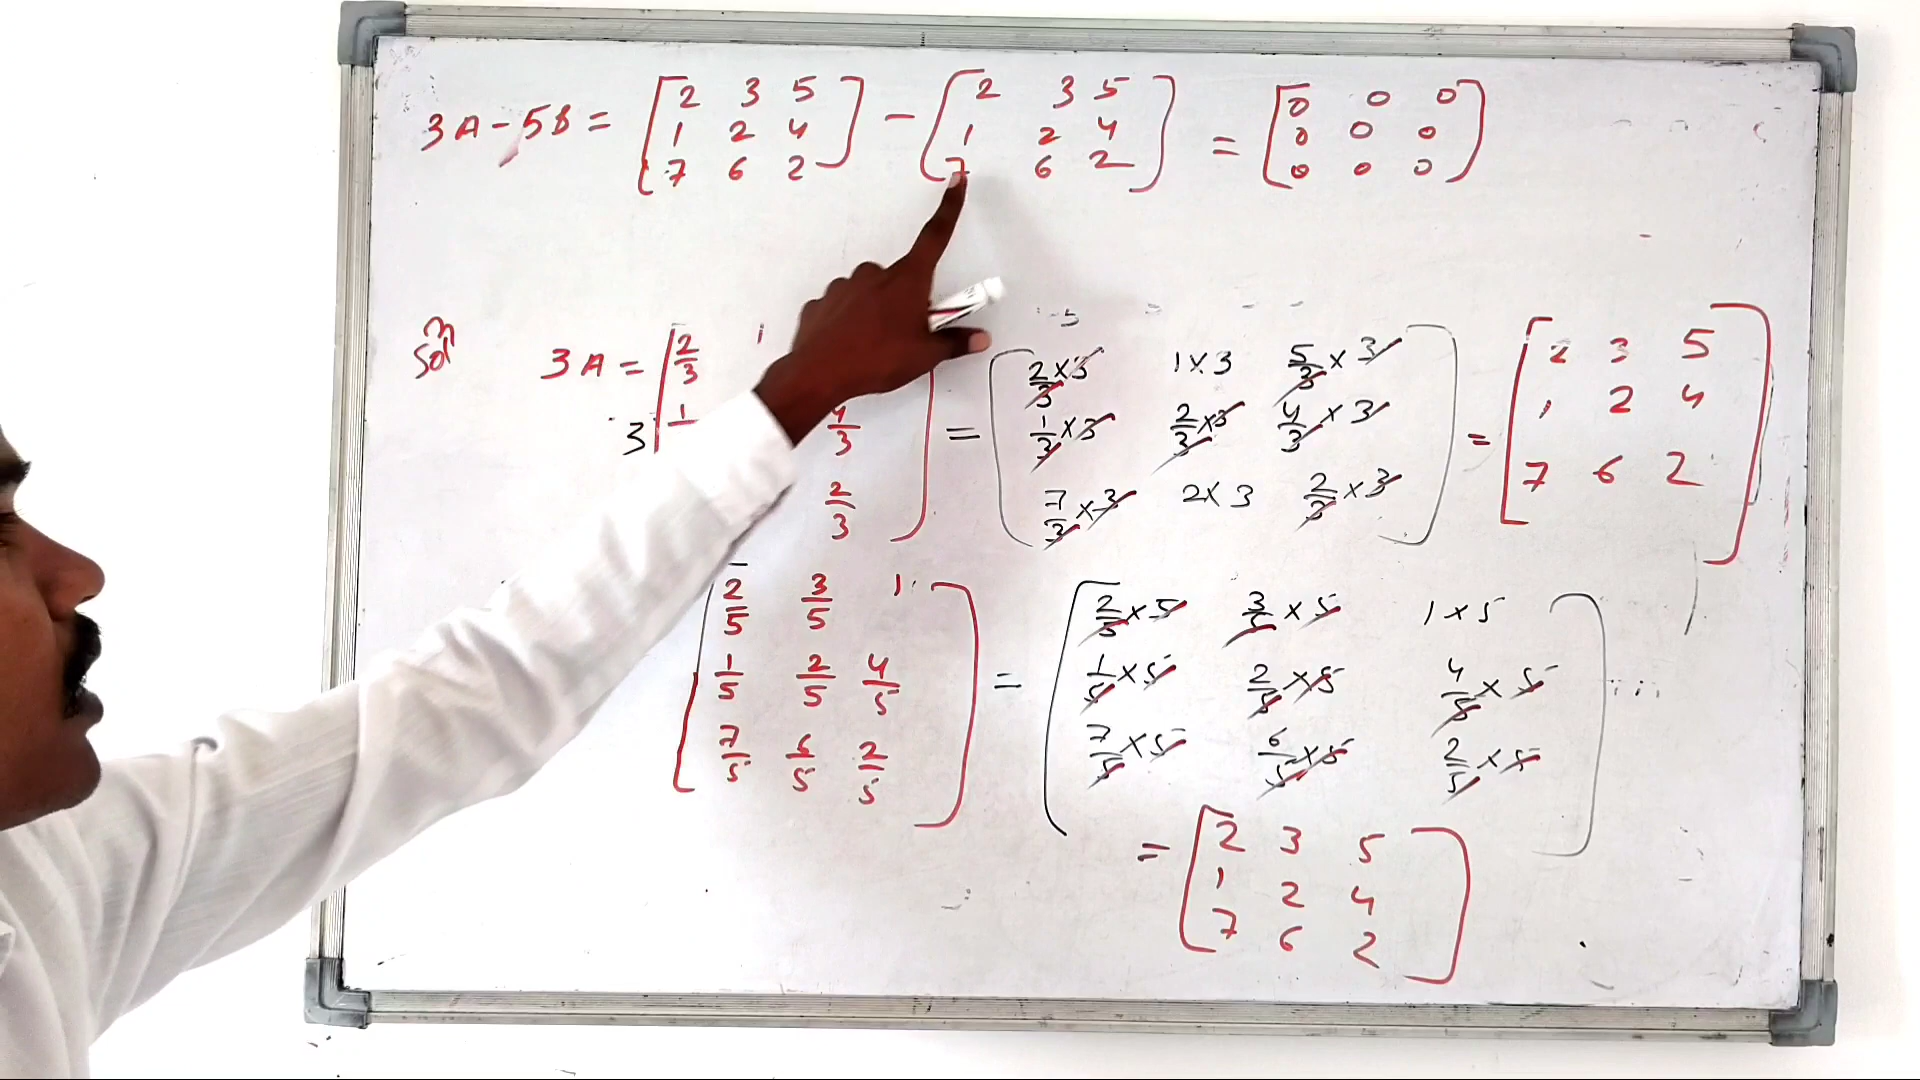 3A - 5B = [2 3 5 - [2 3 5 = [0 0 0
1 2 4] 1 2 4] 0 0 0
7 6 2 7 6 2 0 0 0]
Soln 3A = 2/3 1 = [2/3×3 1×3 5/3×3 = [2 3 5
3 1 4/3 1/3×3 2/3×3 4/3×3 1 2 4
2/3 7/3×3 2×3 2/3×3] 7 6 2]
[2/5 3/5 1 = [2/5×5 3/5×5 1×5
1/5 2/5 4/5 1/5×5 2/5×5 4/5×5
7/5 6/5 2/5] 7/5×5 6/5×5 2/5×5]
= [2 3 5
1 2 4
7 6 2]